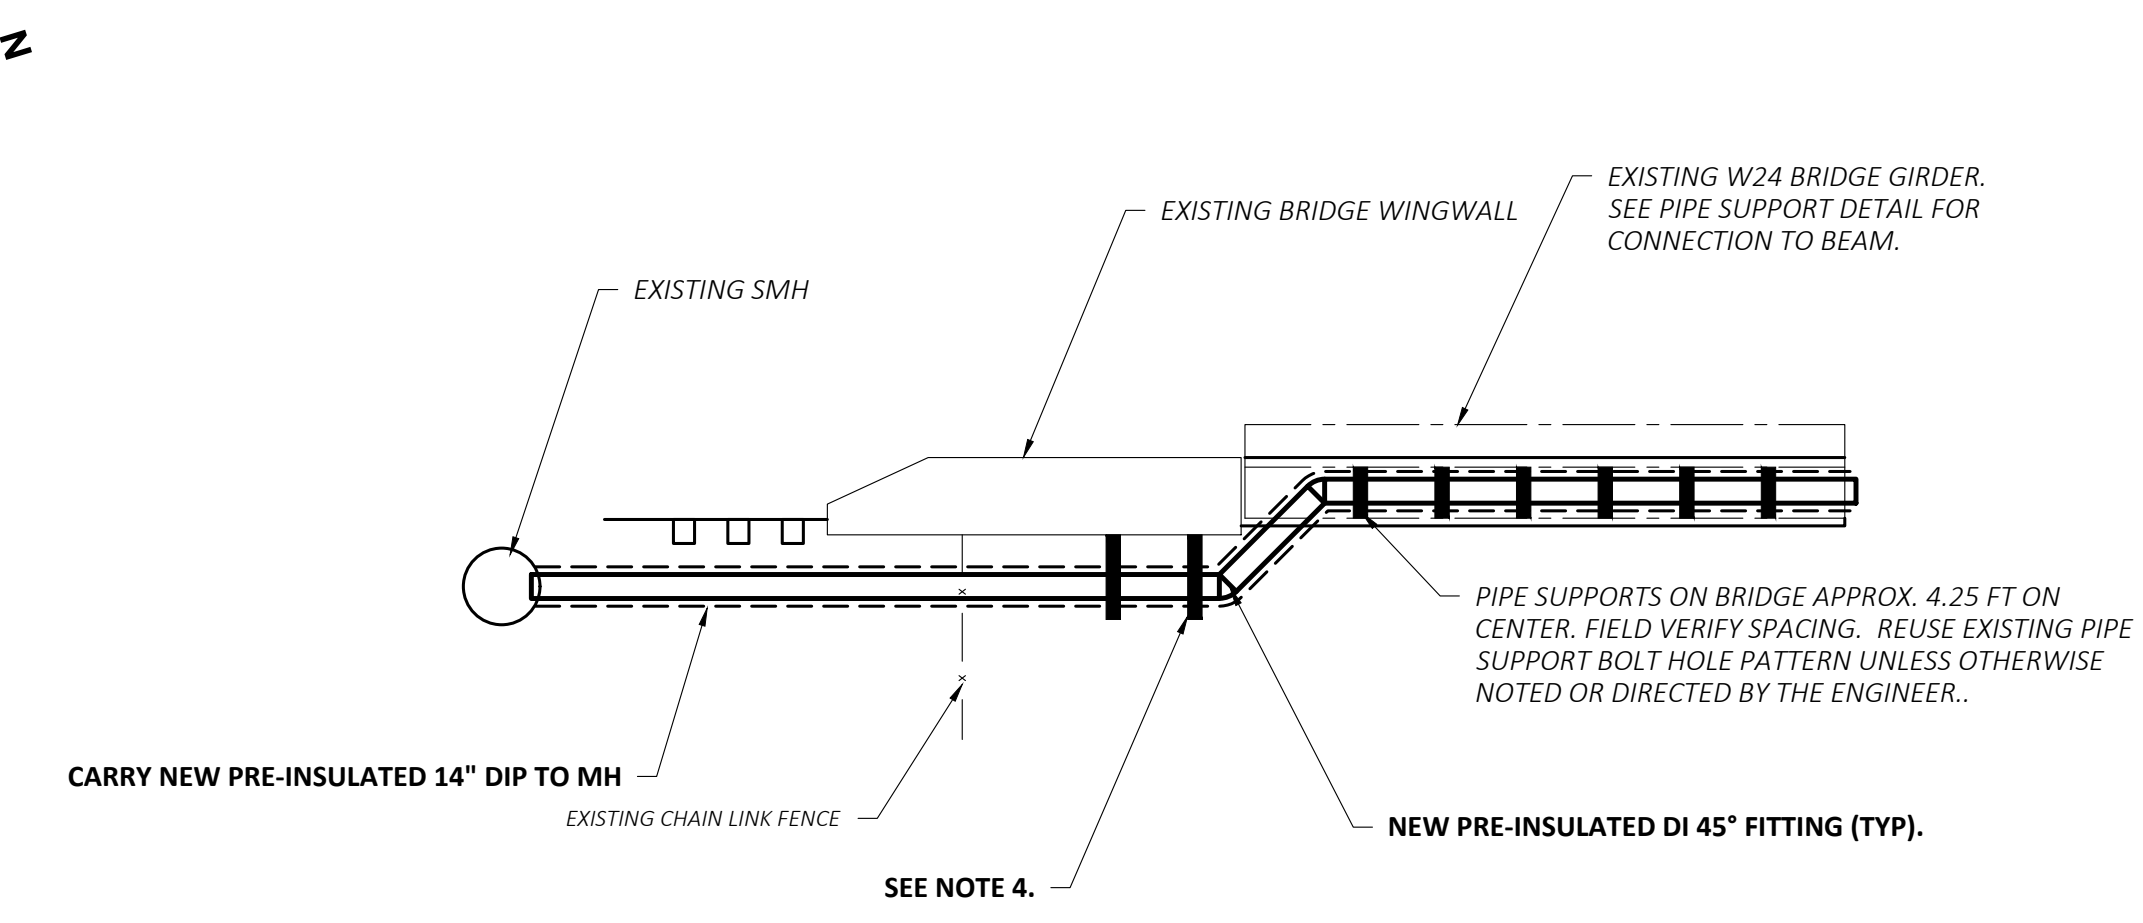 N
EXISTING W24 BRIDGE GIRDER.
SEE PIPE SUPPORT DETAIL FOR
CONNECTION TO BEAM.
EXISTING BRIDGE WINGWALL
EXISTING SMH
x
x
PIPE SUPPORTS ON BRIDGE APPROX. 4.25 FT ON
CENTER. FIELD VERIFY SPACING. REUSE EXISTING PIPE
SUPPORT BOLT HOLE PATTERN UNLESS OTHERWISE
NOTED OR DIRECTED BY THE ENGINEER..
CARRY NEW PRE-INSULATED 14" DIP TO MH
EXISTING CHAIN LINK FENCE
NEW PRE-INSULATED DI 45° FITTING (TYP).
SEE NOTE 4.